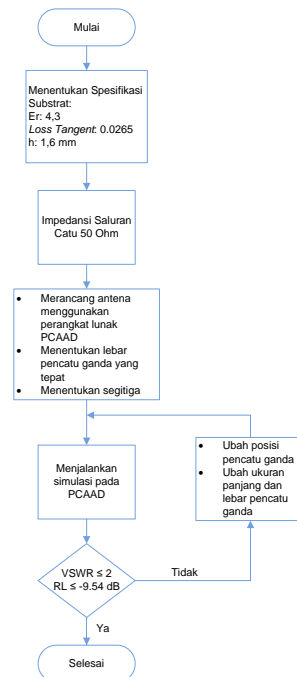 Mulai
Menentukan Spesifikasi
Substrat:
Er: 4,3
Loss Tangent: 0.0265
h: 1,6 mm
Impedansi Saluran
Catu 50 Ohm
• Merancang antena
menggunakan
perangkat lunak
PCAAD
• Menentukan lebar
pencatu ganda yang
tepat
• Menentukan segitiga
Menjalankan
simulasi pada
PCAAD
• Ubah posisi
pencatu ganda
• Ubah ukuran
panjang dan
lebar pencatu
ganda
VSWR ≤ 2
RL ≤ -9.54 dB
Tidak
Ya
Selesai